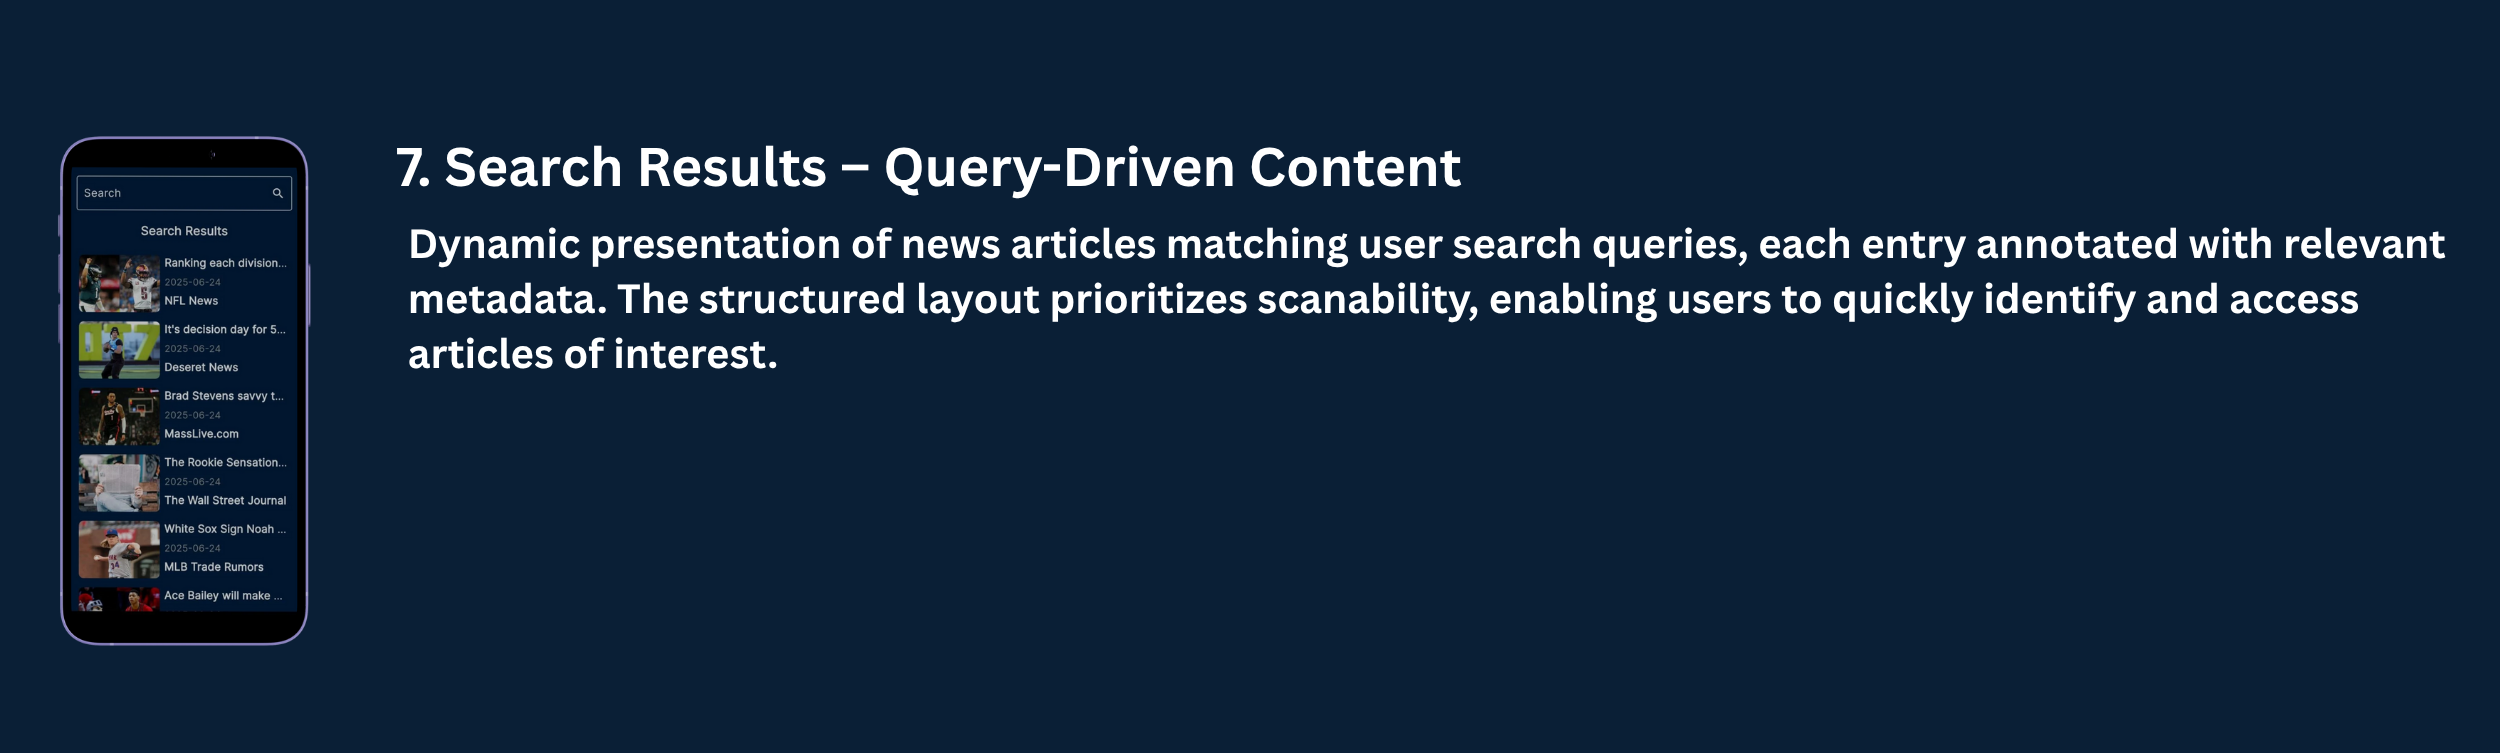 7. Search Results – Query-Driven Content
Dynamic presentation of news articles matching user search queries, each entry annotated with relevant
metadata. The structured layout prioritizes scanability, enabling users to quickly identify and access
articles of interest.
Search
Search Results
Ranking each division...
2025-06-24
NFL News
It's decision day for 5...
2025-06-24
Deseret News
Brad Stevens savvy t...
2025-06-24
MassLive.com
The Rookie Sensation...
2025-06-24
The Wall Street Journal
White Sox Sign Noah ...
2025-06-24
MLB Trade Rumors
Ace Bailey will make ...